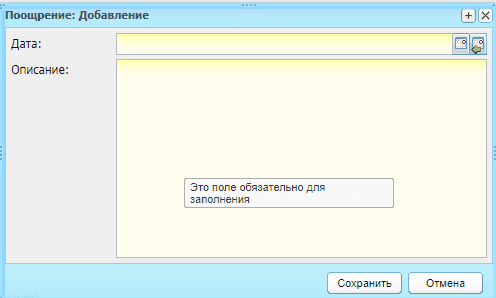 Поощрение: Добавление
Дата:
Описание:
Это поле обязательно для
заполнения
Сохранить
Отмена